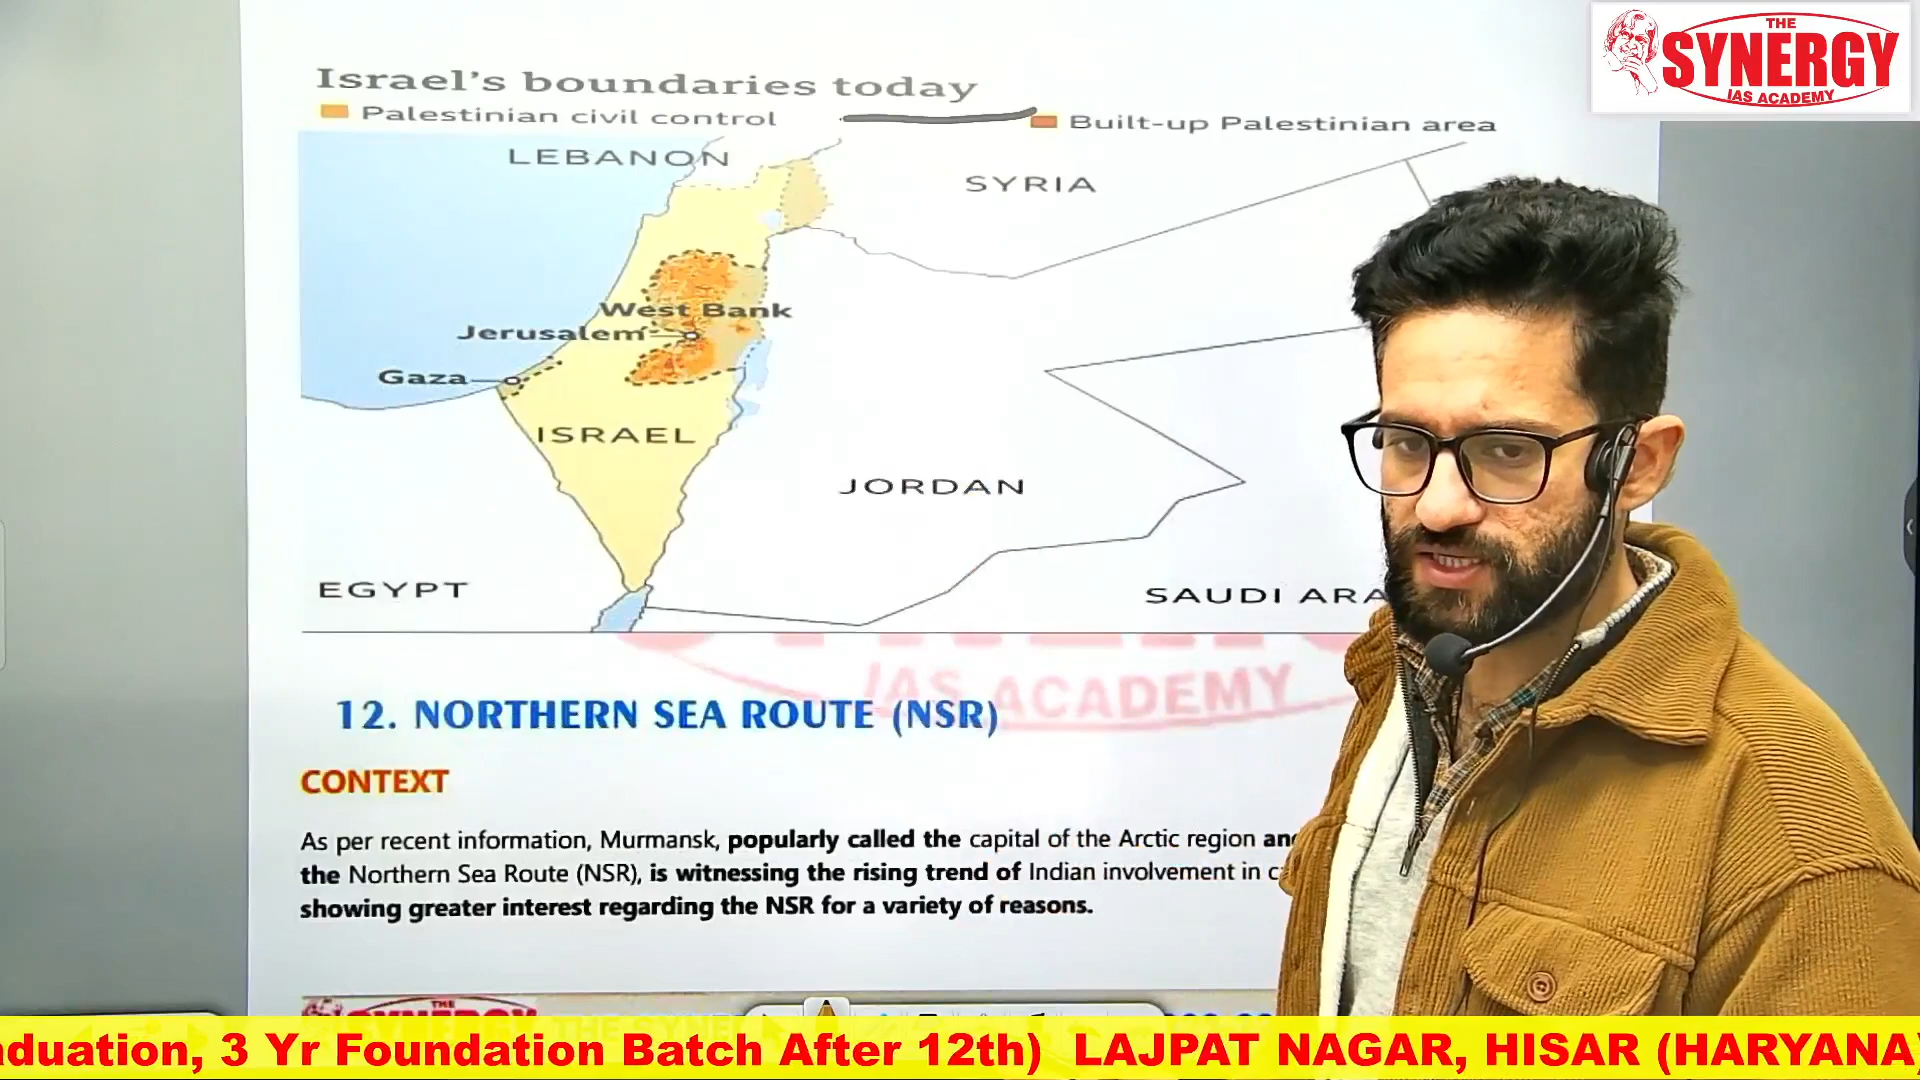 THE
SYNERGY
IAS ACADEMY
Israel's boundaries today
Palestinian civil control
Built-up Palestinian area
LEBANON
SYRIA
West Bank
Jerusalem
Gaza
ISRAEL
JORDAN
EGYPT
SAUDI ARA
IAS ACADEMY
12. NORTHERN SEA ROUTE (NSR)
CONTEXT
As per recent information, Murmansk, popularly called the capital of the Arctic region
the Northern Sea Route (NSR), is witnessing the rising trend of Indian involvement in
showing greater interest regarding the NSR for a variety of reasons.
THE
aduation, 3 Yr Foundation Batch After 12th) LAJPAT NAGAR, HISAR (HARYANA)